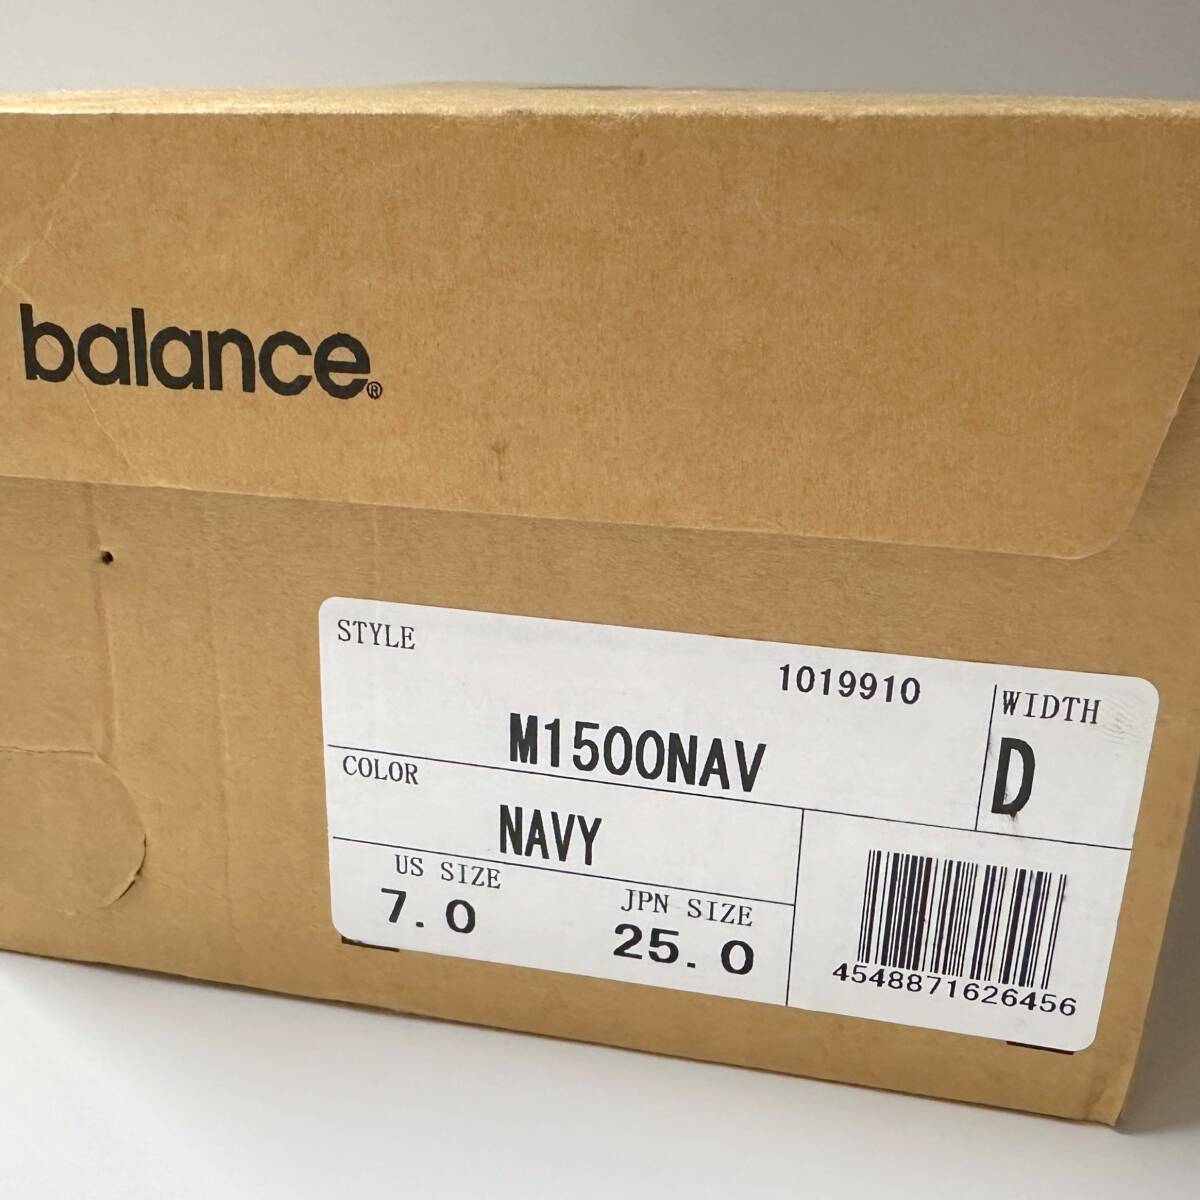 balance®
STYLE
1019910
M1500NAV
WIDTH
D
COLOR
NAVY
US SIZE
7.0
JPN SIZE
25.0
4548871626456